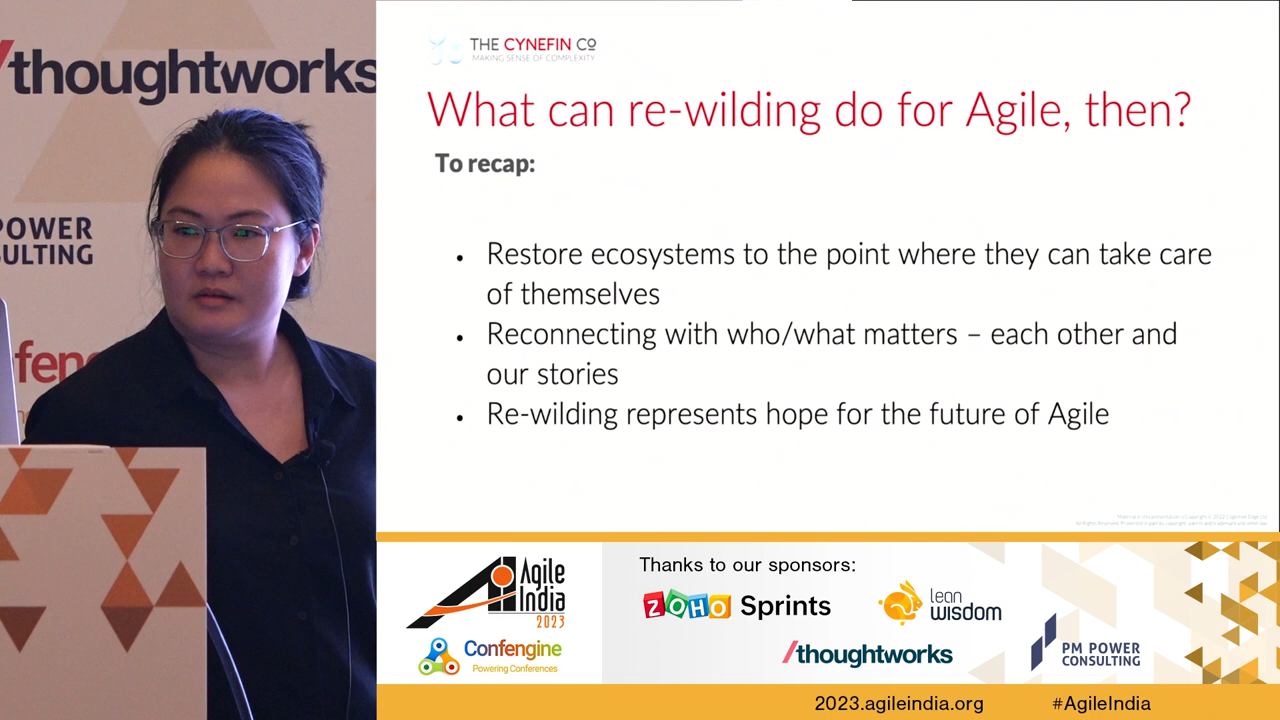 /thoughtworks
POWER
ULTING
feng
THE CYNEFIN CO
MAKING SENSE OF COMPLEXITY
What can re-wilding do for Agile, then?
To recap:
• Restore ecosystems to the point where they can take care
of themselves
• Reconnecting with who/what matters – each other and
our stories
• Re-wilding represents hope for the future of Agile
Agile
India
2023
Confengine
Powering Conferences
Thanks to our sponsors:
ZOHO Sprints
lean
wisdom
/thoughtworks
PM POWER
CONSULTING
2023.agileindia.org
#AgileIndia